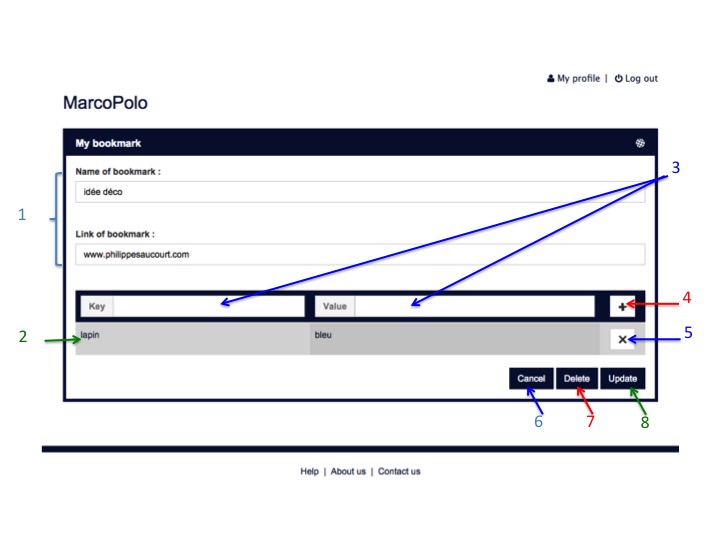 My profile | Log out
MarcoPolo
My bookmark
Name of bookmark :
idée déco
1
3
Link of bookmark :
www.philippesaucourt.com
Key Value + 4
2 lapin bleu x 5
Cancel Delete Update
6 7 8
Help | About us | Contact us